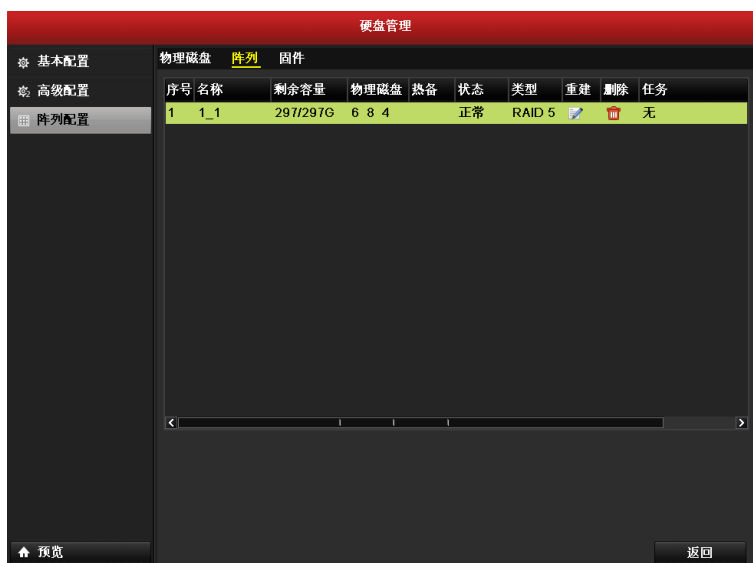 硬盘管理
基本配置
高级配置
阵列配置
物理磁盘 阵列 固件
序号 名称 剩余容量 物理磁盘 热备 状态 类型 重建 删除 任务
1 1_1 297/297G 6 8 4 正常 RAID 5 无
预览
返回